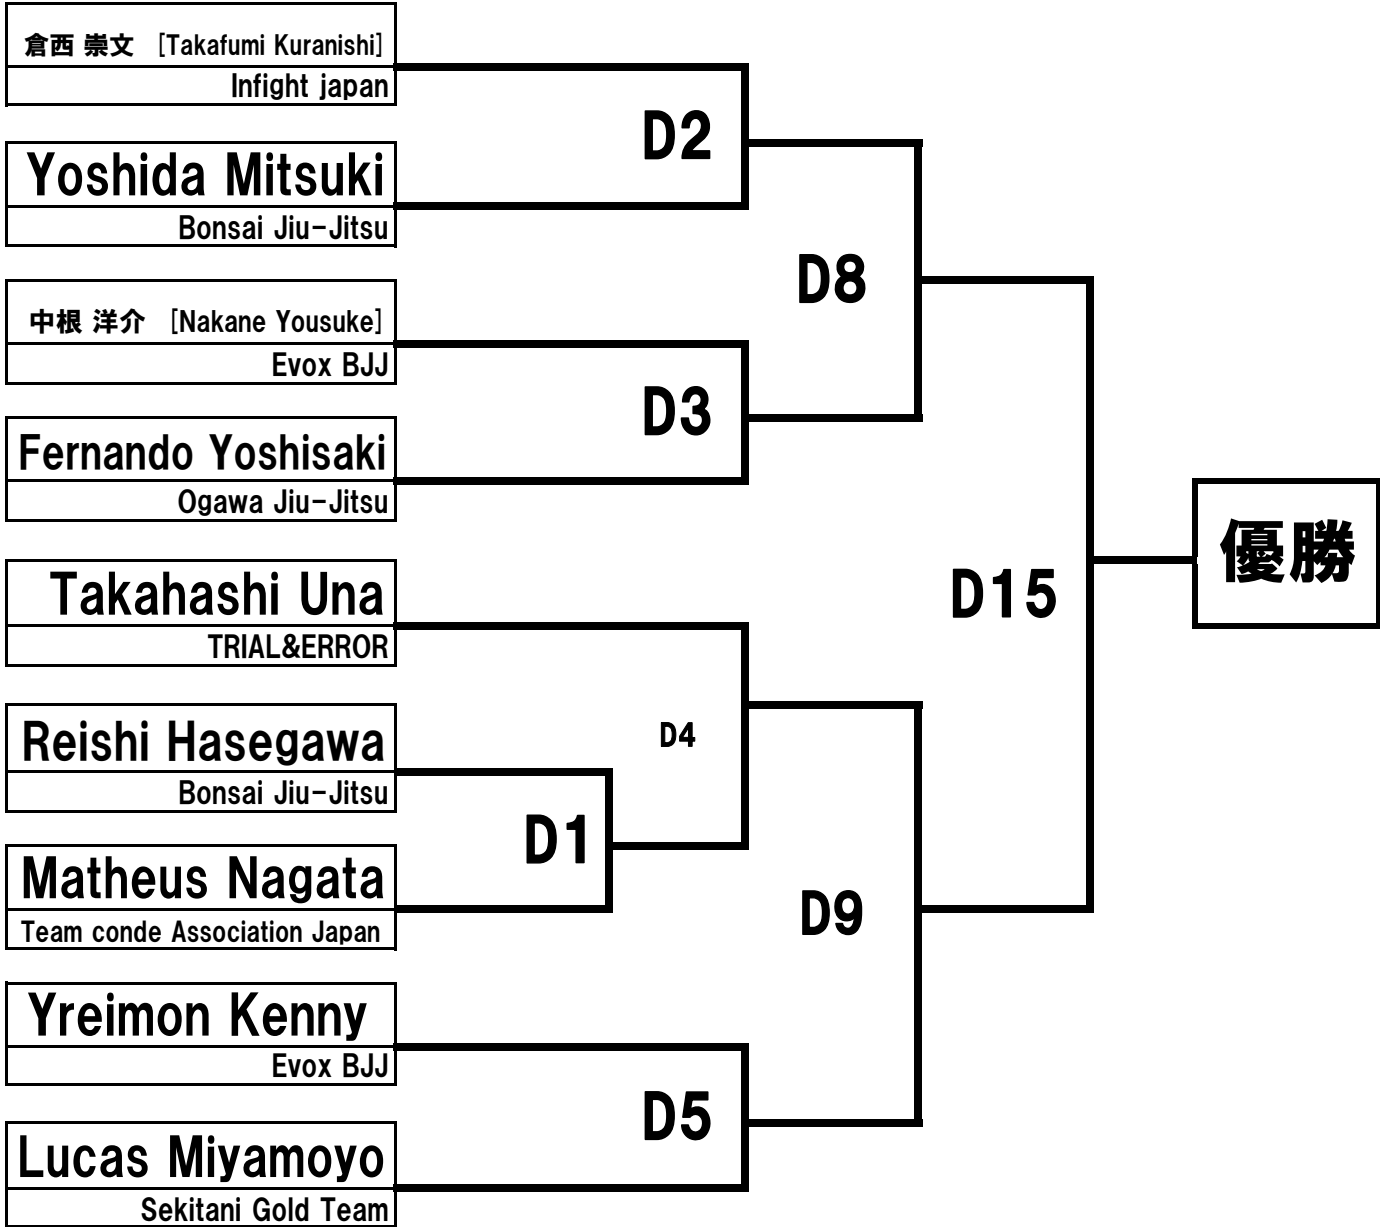 倉西 崇文 [Takafumi Kuranishi]
Infight japan
D2
Yoshida Mitsuki
Bonsai Jiu-Jitsu
D8
中根 洋介 [Nakane Yousuke]
Evox BJJ
D3
Fernando Yoshisaki
Ogawa Jiu-Jitsu
優勝
D15
Takahashi Una
TRIAL&ERROR
D4
Reishi Hasegawa
Bonsai Jiu-Jitsu
D1
Matheus Nagata
Team conde Association Japan
D9
Yreimon Kenny
Evox BJJ
D5
Lucas Miyamoyo
Sekitani Gold Team